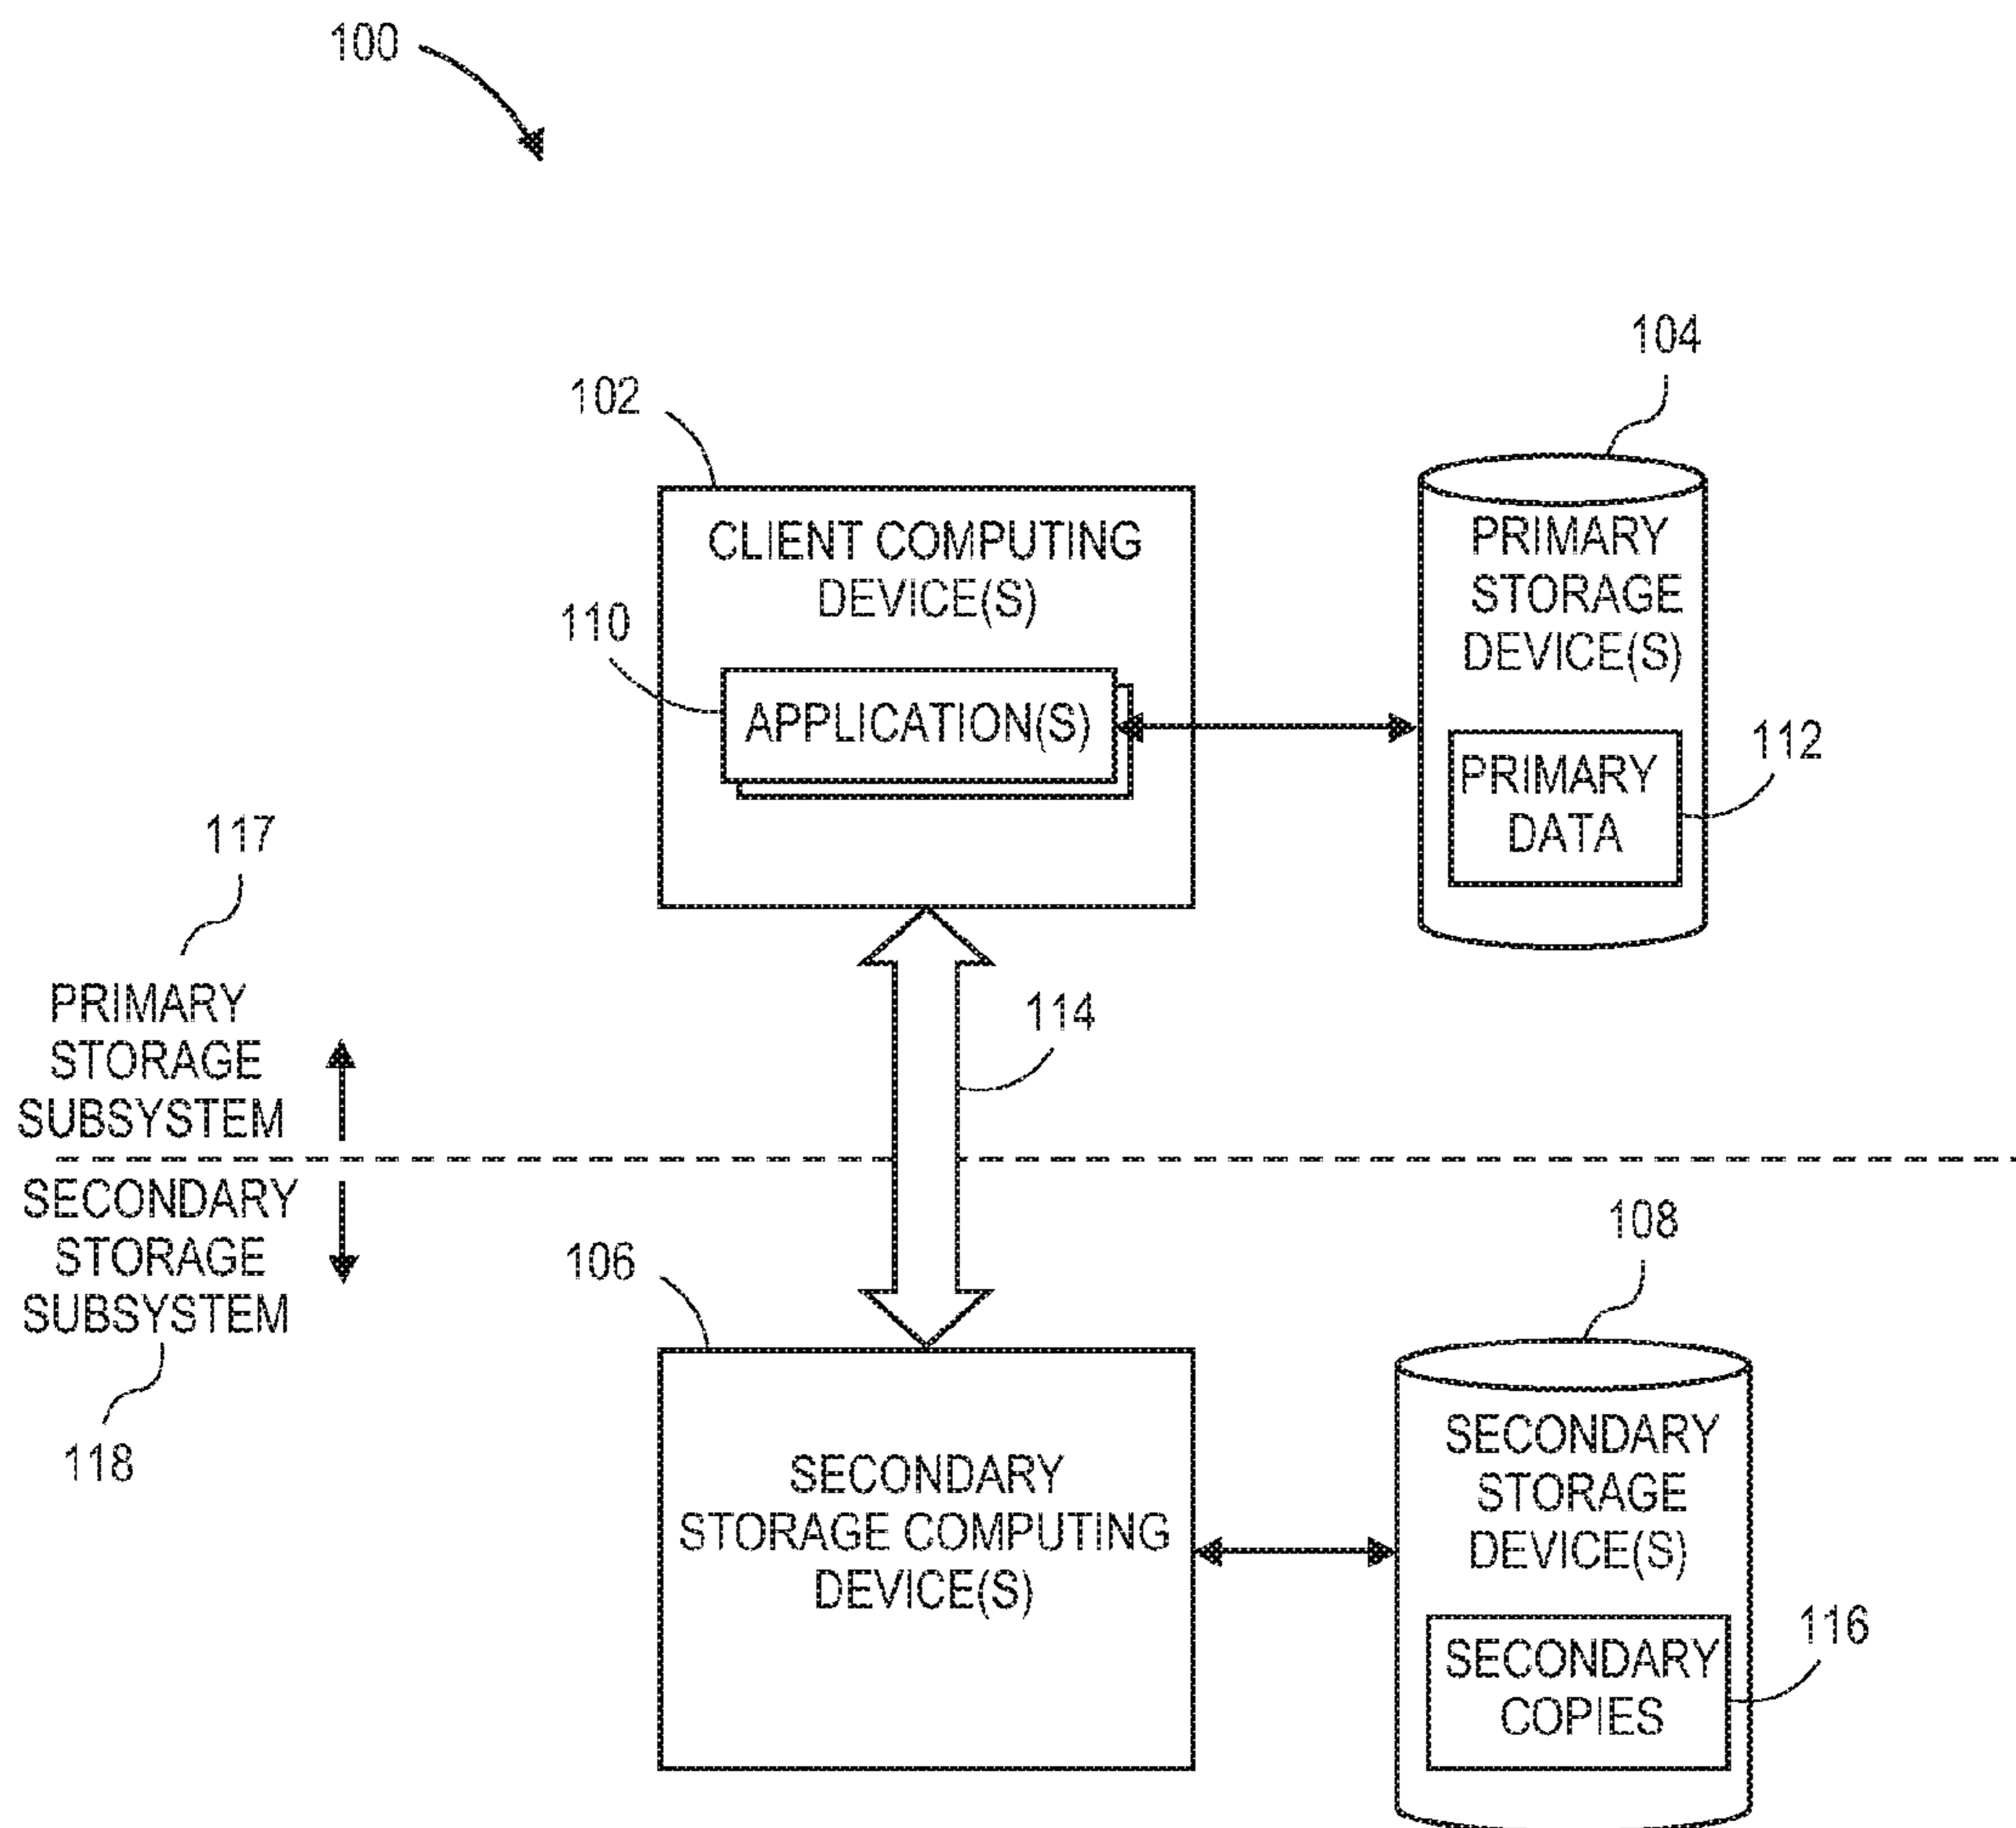 100
104
102
CLIENT COMPUTING
DEVICE(S)
PRIMARY
STORAGE
DEVICE(S)
110
APPLICATION(S)
112
PRIMARY
DATA
117
PRIMARY
STORAGE
SUBSYSTEM
114
SECONDARY
STORAGE
SUBSYSTEM
118
106
108
SECONDARY
STORAGE COMPUTING
DEVICE(S)
SECONDARY
STORAGE
DEVICE(S)
116
SECONDARY
COPIES